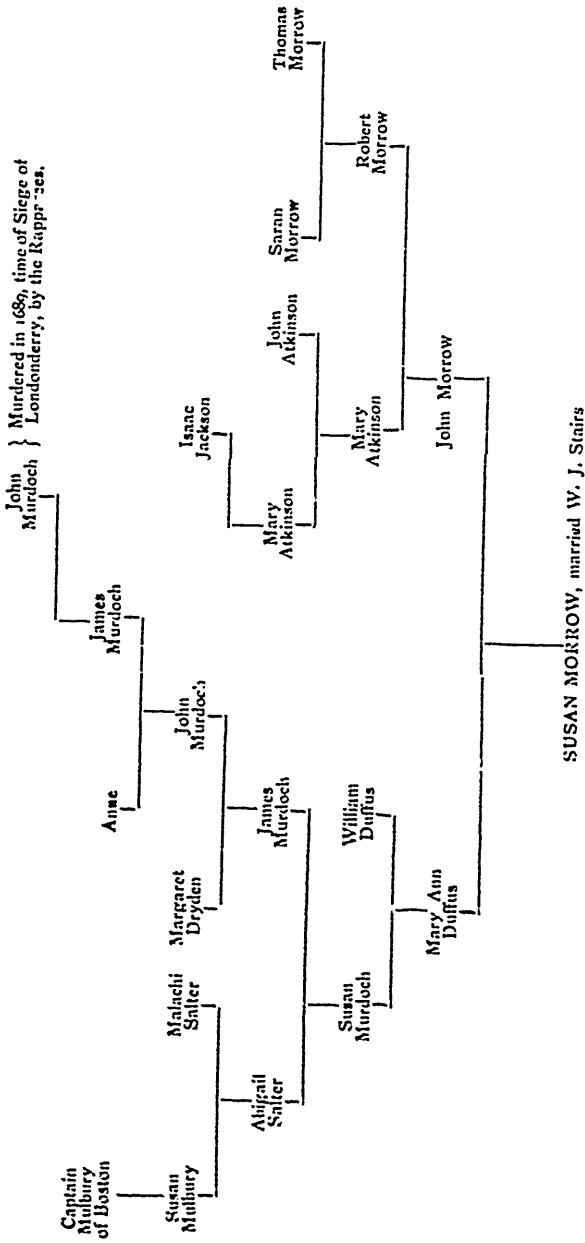 John
Murdoch
Murdered in 1689, time of Siege of
Londonderry, by the
James
Murdoch
Anne
John
Murdoch
Captain
Mulbury
of Boston
Susan
Mulbury
Malachi
Salter
Margaret
Dryden
Abigail
Salter
James
Murdoch
Susan
Murdoch
William
Duffus
Mary Ann
Duffus
Isaac
Jackson
Mary
Atkinson
John
Atkinson
Saran
Morrow
Thomas
Morrow
Mary
Atkinson
Robert
Morrow
John Morrow
SUSAN MORROW, married W. J. Stairs